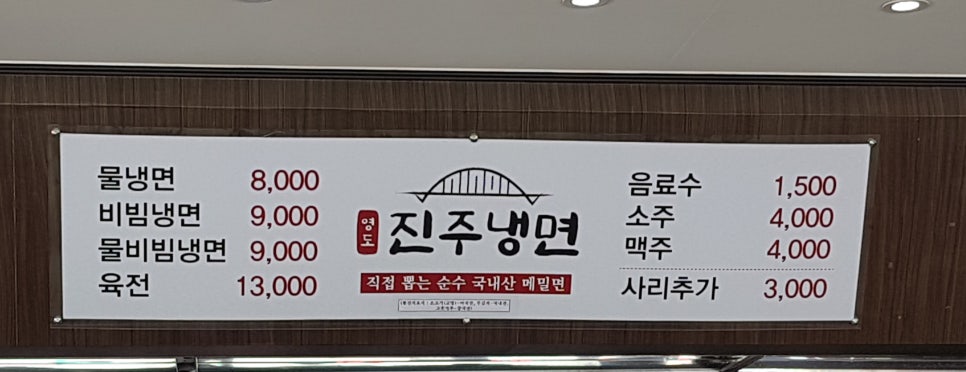 물냉면 8,000
비빔냉면 9,000
물비빔냉면 9,000
육전 13,000
영도
진주냉면
직접 뽑는 순수 국내산 메밀면
음료수 1,500
소주 4,000
맥주 4,000
사리추가 3,000